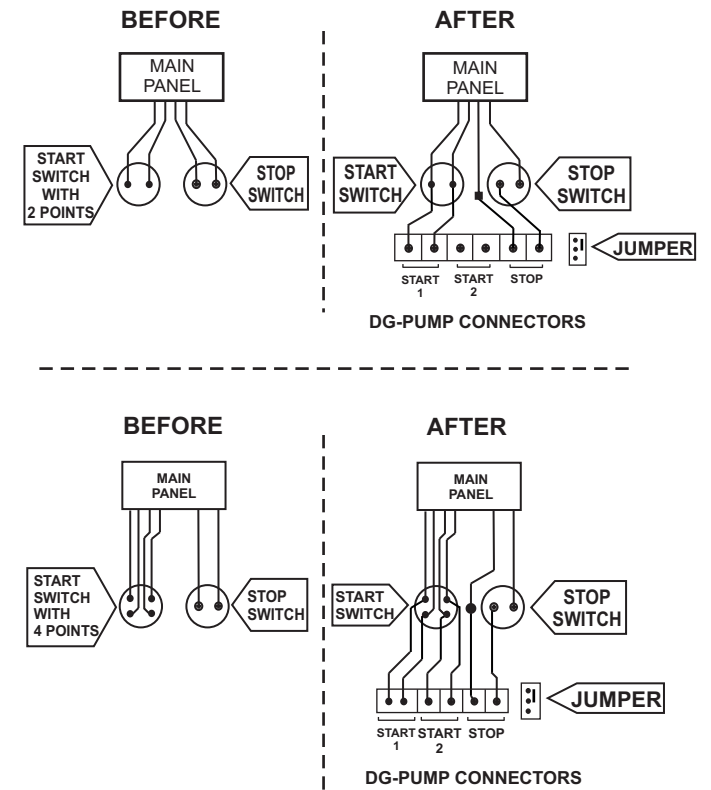 BEFORE
AFTER
MAIN
PANEL
START
SWITCH
WITH
2 POINTS
STOP
SWITCH
MAIN
PANEL
START
SWITCH
STOP
SWITCH
JUMPER
START
1
START
2
STOP
DG-PUMP CONNECTORS
BEFORE
AFTER
MAIN
PANEL
START
SWITCH
WITH
4 POINTS
STOP
SWITCH
MAIN
PANEL
START
SWITCH
STOP
SWITCH
JUMPER
START
1
START
2
STOP
DG-PUMP CONNECTORS